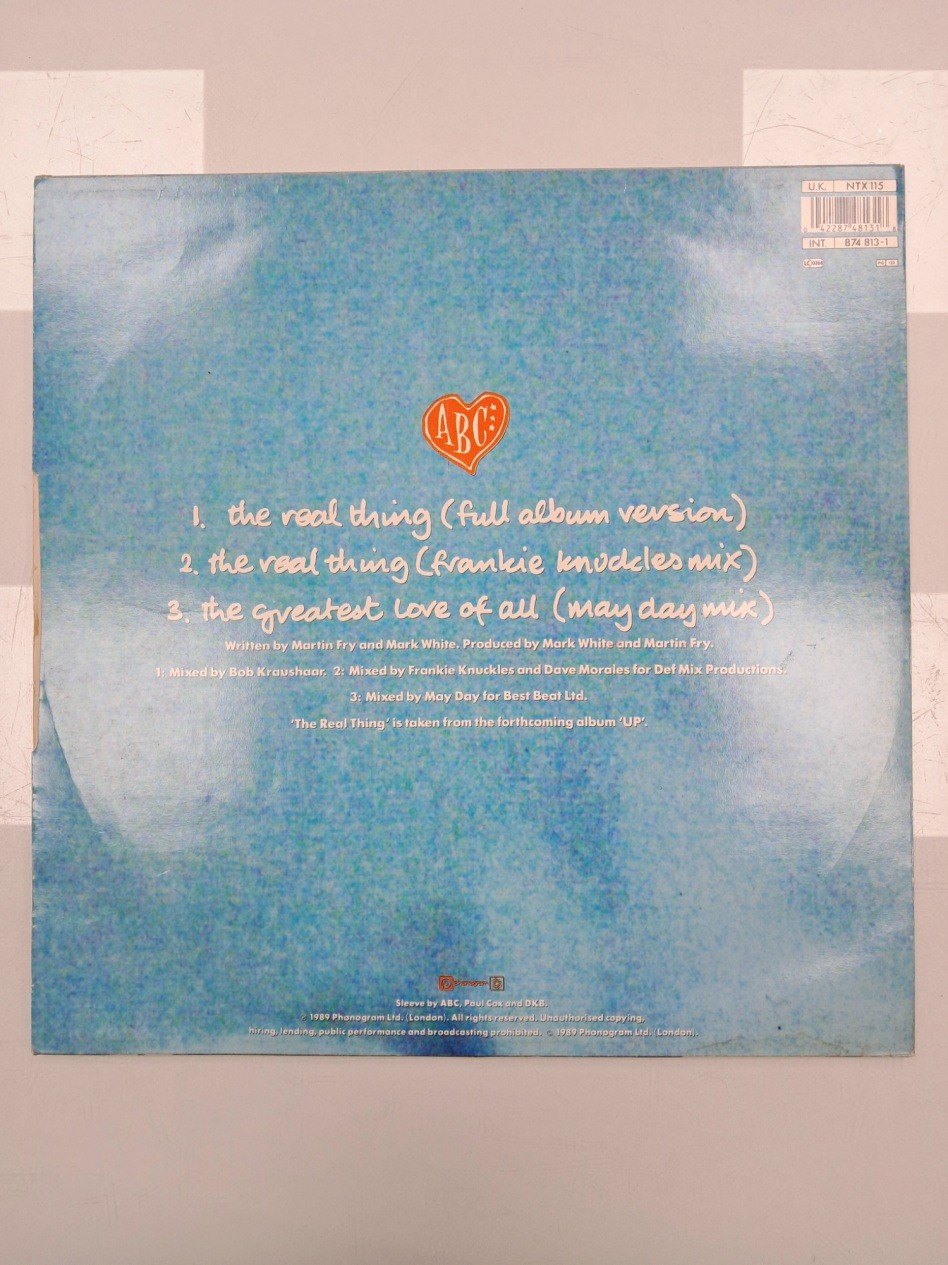 U.K. NTX 115
INT. 874 813-1
ABC
1. the real thing (full album version)
2. the real thing (frankie knuckles mix)
3. the greatest love of all (may day mix)
Written by Martin Fry and Mark White. Produced by Mark White and Martin Fry.
1: Mixed by Bob Kraushaar. 2: Mixed by Frankie Knuckles and Dave Morales for Def Mix Productions.
3: Mixed by May Day for Best Beat Ltd.
'The Real Thing' is taken from the forthcoming album 'UP'.
Sleeve by ABC, Paul Cox and DKB.
℗ 1989 Phonogram Ltd. (London). All rights reserved. Unauthorised copying,
hiring, lending, public performance and broadcasting prohibited. © 1989 Phonogram Ltd. (London).